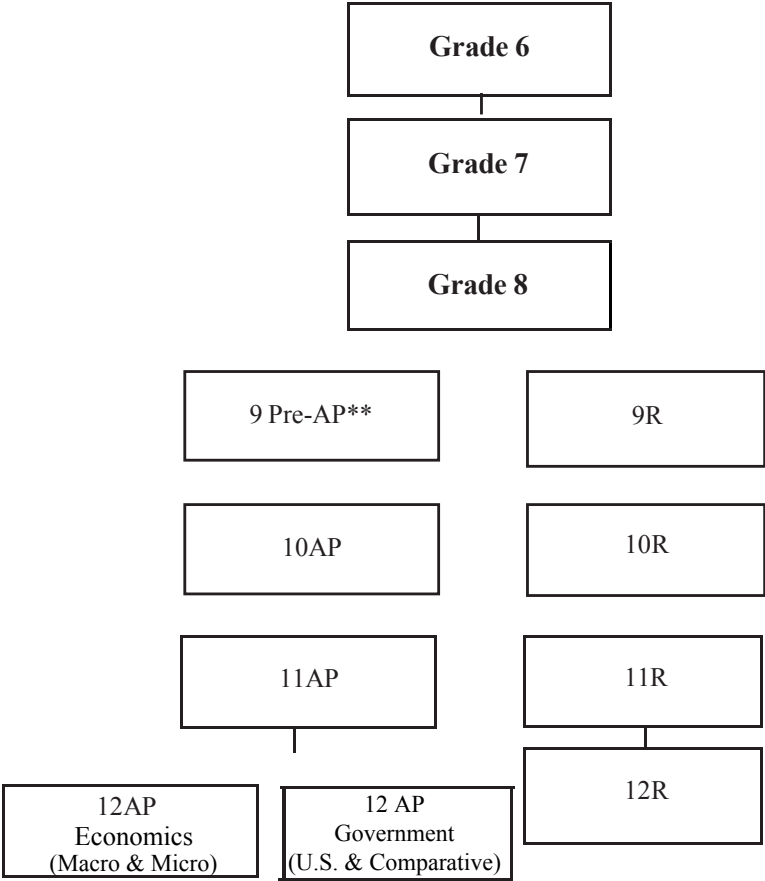 Grade 6
Grade 7
Grade 8
9 Pre-AP**
9R
10AP
10R
11AP
11R
12AP
Economics
(Macro & Micro)
12 AP
Government
(U.S. & Comparative)
12R